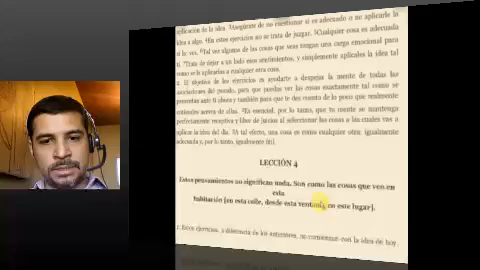 aplicación de la idea. Asegúrate de no cuestionar si es adecuado o no aplicarle la
idea a algo. En estos ejercicios no se trata de juzgar. Cualquier cosa es adecuada
si la ves. Tal vez algunas de las cosas que veas tengan una carga emocional para
ti. Trata de dejar a un lado esos sentimientos, y simplemente aplícales la idea tal
como se la aplicarías a cualquier otra cosa.
2. El objetivo de los ejercicios es ayudarte a despejar la mente de todas las
asociaciones del pasado, para que puedas ver las cosas exactamente tal como se
presentan ante ti ahora y también para que te des cuenta de lo poco que realmente
entiendes acerca de ellas. Es esencial, por lo tanto, que tu mente se mantenga
perfectamente receptiva y libre de juicios al seleccionar las cosas a las cuales vas a
aplicar la idea del día. A tal efecto, una cosa es como cualquier otra: igualmente
adecuada y, por lo tanto, igualmente útil.
LECCIÓN 4
Estos pensamientos no significan nada. Son como las cosas que veo en
esta
habitación [en esta calle, desde esta ventana, en este lugar].
1. Estos ejercicios, a diferencia de los anteriores, no comienzan con la idea de hoy